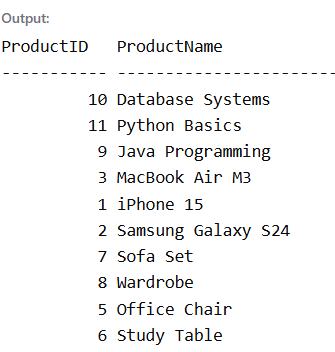 Output:
ProductID   ProductName
----------- ----------------------
         10 Database Systems
         11 Python Basics
          9 Java Programming
          3 MacBook Air M3
          1 iPhone 15
          2 Samsung Galaxy S24
          7 Sofa Set
          8 Wardrobe
          5 Office Chair
          6 Study Table